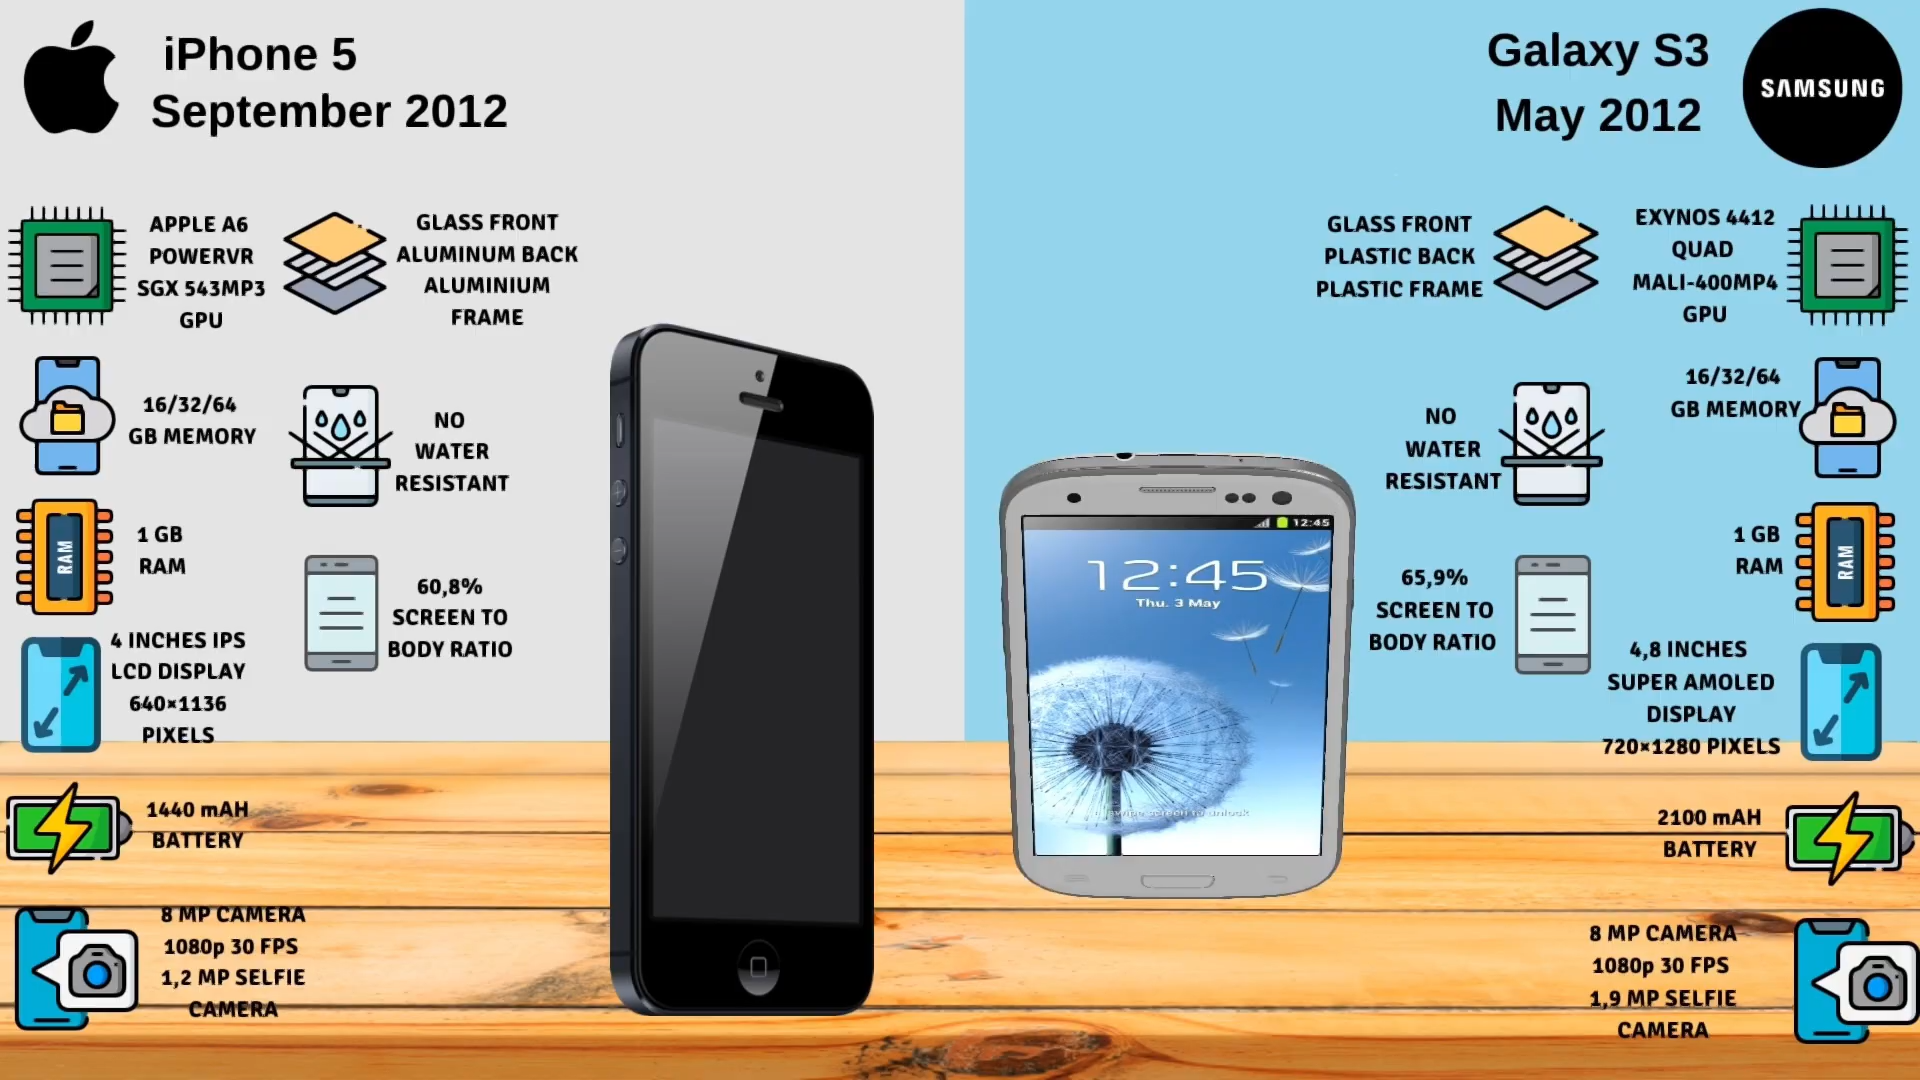 iPhone 5
September 2012
APPLE A6
POWERVR
SGX 543MP3
GPU
GLASS FRONT
ALUMINUM BACK
ALUMINIUM
FRAME
16/32/64
GB MEMORY
NO
WATER
RESISTANT
RAM
1 GB
RAM
60,8%
SCREEN TO
BODY RATIO
4 INCHES IPS
LCD DISPLAY
640×1136
PIXELS
1440 mAH
BATTERY
8 MP CAMERA
1080p 30 FPS
1,2 MP SELFIE
CAMERA
12:45
12:45
Thu. 3 May
swipe screen to unlock
Galaxy S3
May 2012
SAMSUNG
GLASS FRONT
PLASTIC BACK
PLASTIC FRAME
EXYNOS 4412
QUAD
MALI-400MP4
GPU
NO
WATER
RESISTANT
16/32/64
GB MEMORY
1 GB
RAM
RAM
65,9%
SCREEN TO
BODY RATIO
4,8 INCHES
SUPER AMOLED
DISPLAY
720×1280 PIXELS
2100 mAH
BATTERY
8 MP CAMERA
1080p 30 FPS
1,9 MP SELFIE
CAMERA